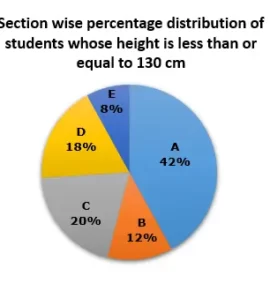 Section wise percentage distribution of
students whose height is less than or
equal to 130 cm
E
8%
D
18%
A
42%
C
20%
B
12%